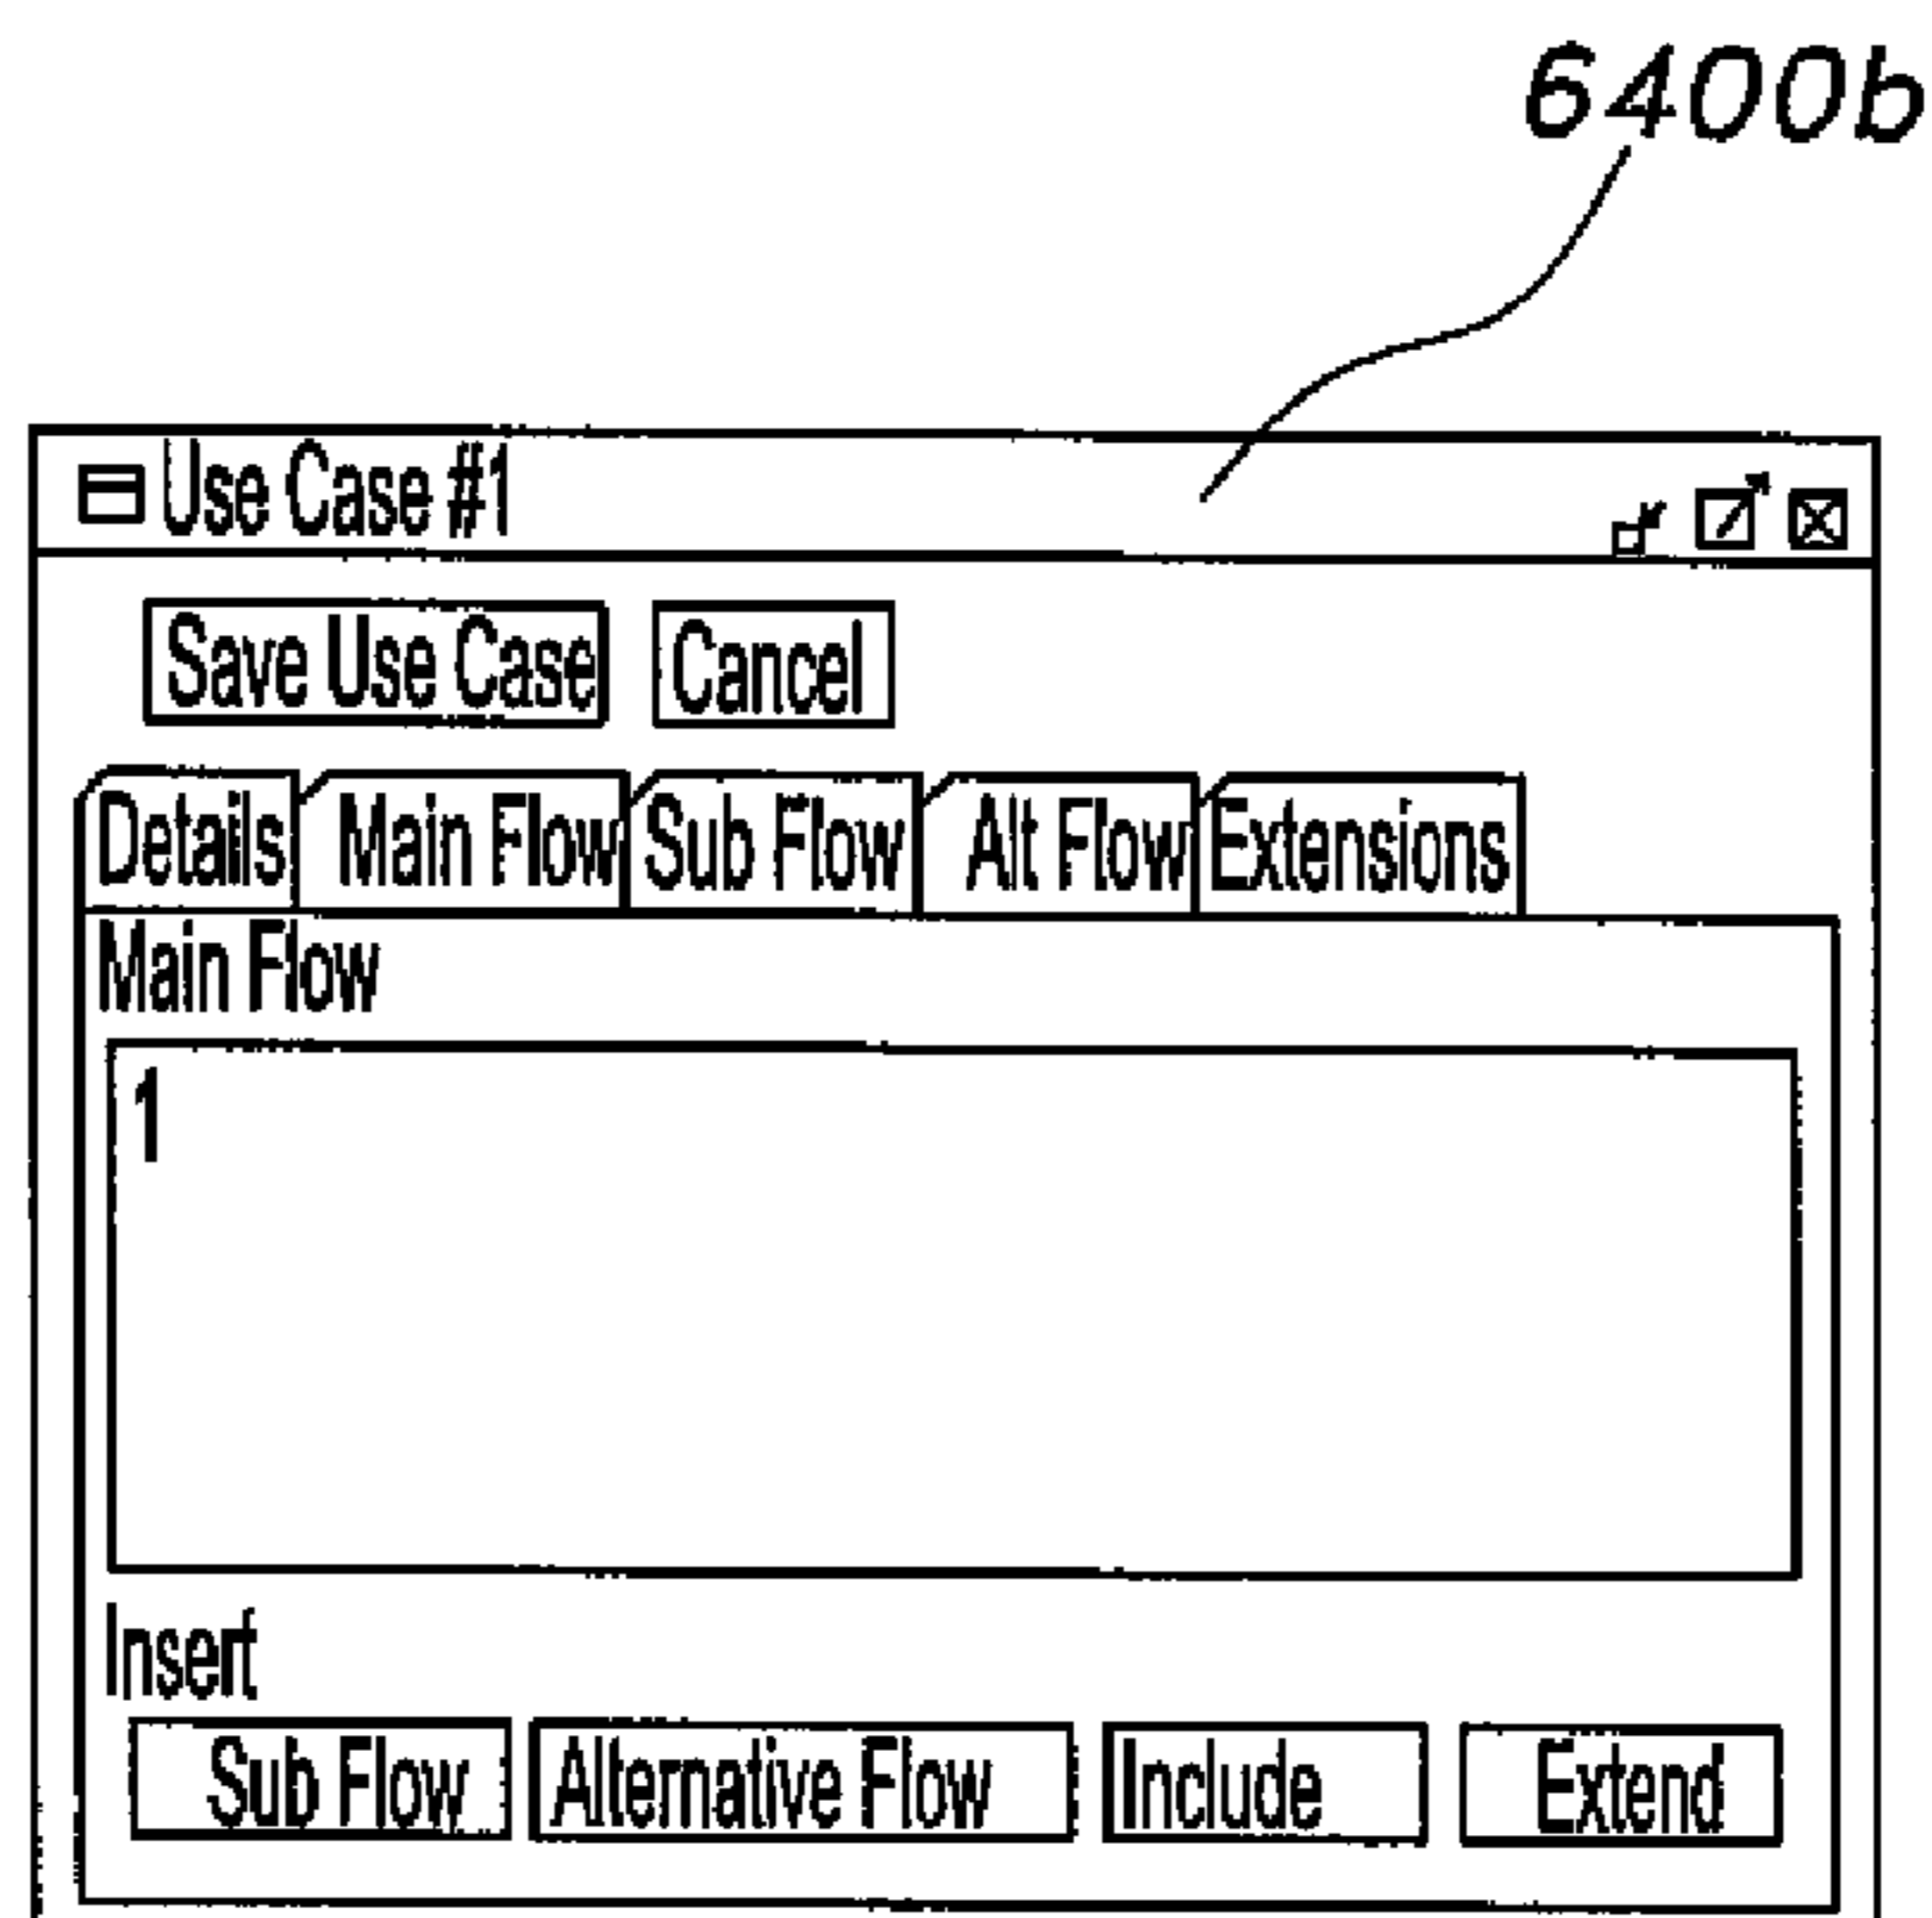 6400b
Use Case #1
Save Use Case Cancel
Details Main Flow Sub Flow Alt Flow Extensions
Main Flow
1
Insert
Sub Flow Alternative Flow Include Extend